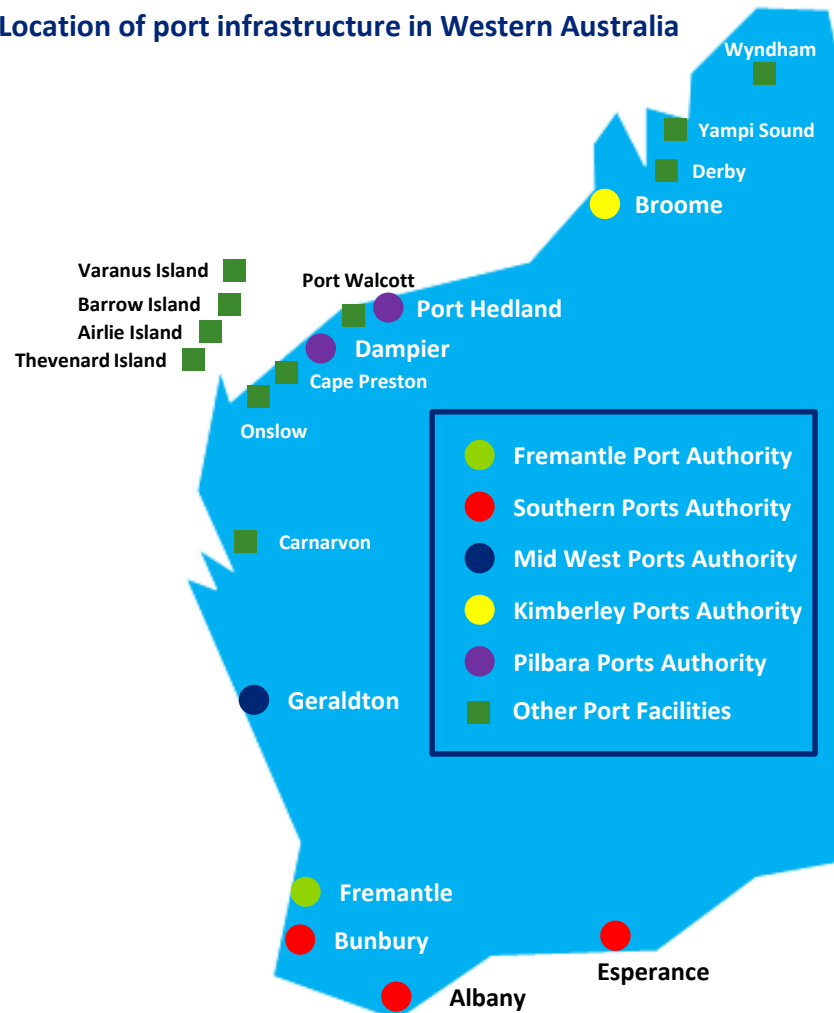 Location of port infrastructure in Western Australia
Wyndham
Yampi Sound
Derby
Broome
Varanus Island
Port Walcott
Barrow Island
Port Hedland
Airlie Island
Dampier
Thevenard Island
Cape Preston
Onslow
Fremantle Port Authority
Southern Ports Authority
Carnarvon
Mid West Ports Authority
Kimberley Ports Authority
Pilbara Ports Authority
Geraldton
Other Port Facilities
Fremantle
Bunbury
Esperance
Albany